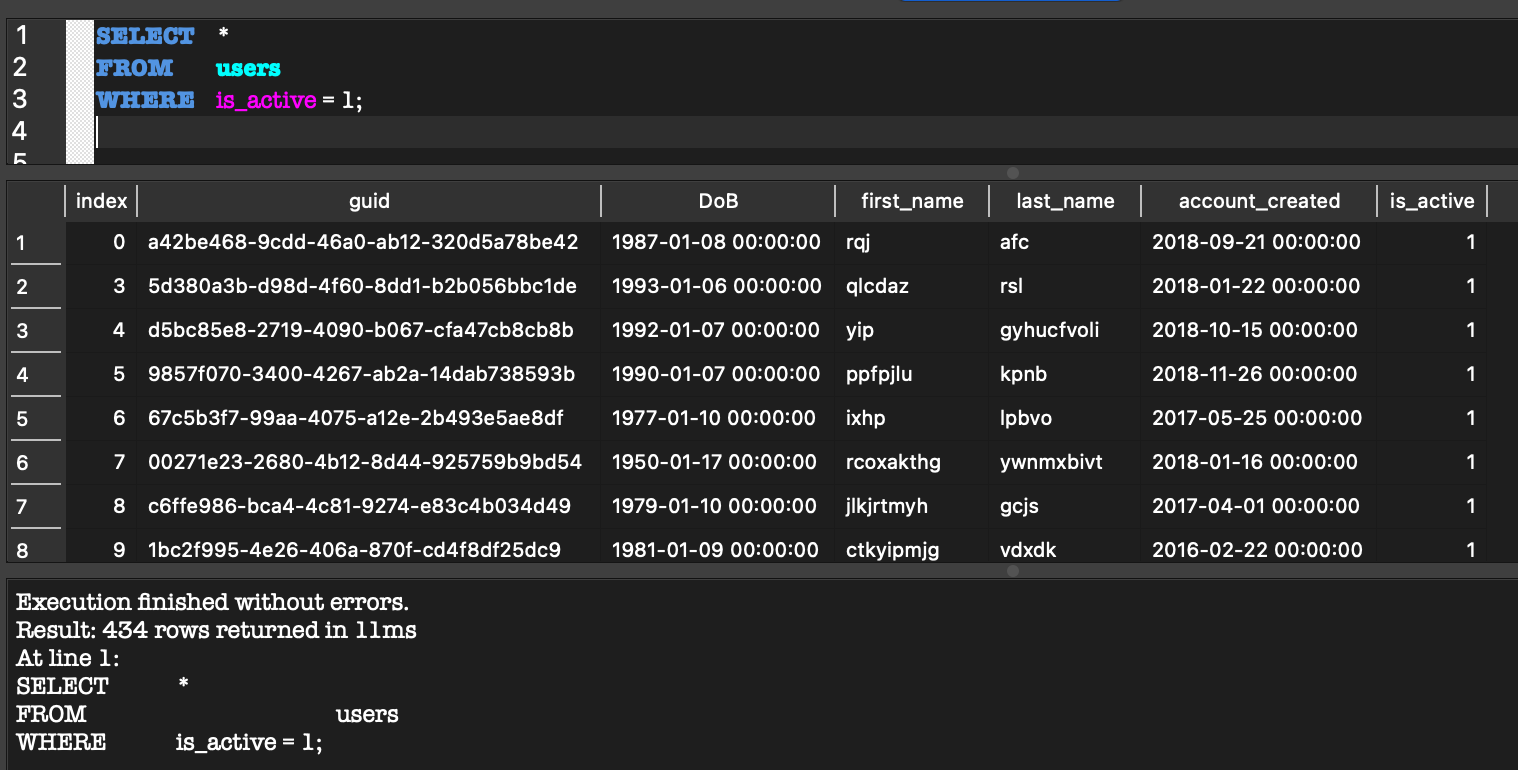 1 SELECT *
2 FROM users
3 WHERE is_active = 1;
4
5
index guid DoB first_name last_name account_created is_active
1 0 a42be468-9cdd-46a0-ab12-320d5a78be42 1987-01-08 00:00:00 rqj afc 2018-09-21 00:00:00 1
2 3 5d380a3b-d98d-4f60-8dd1-b2b056bbc1de 1993-01-06 00:00:00 qlcdaz rsl 2018-01-22 00:00:00 1
3 4 d5bc85e8-2719-4090-b067-cfa47cb8cb8b 1992-01-07 00:00:00 yip gyhucfvoli 2018-10-15 00:00:00 1
4 5 9857f070-3400-4267-ab2a-14dab738593b 1990-01-07 00:00:00 ppfpjlu kpnb 2018-11-26 00:00:00 1
5 6 67c5b3f7-99aa-4075-a12e-2b493e5ae8df 1977-01-10 00:00:00 ixhp lpbvo 2017-05-25 00:00:00 1
6 7 00271e23-2680-4b12-8d44-925759b9bd54 1950-01-17 00:00:00 rcoxakthg ywnmxbivt 2018-01-16 00:00:00 1
7 8 c6ffe986-bca4-4c81-9274-e83c4b034d49 1979-01-10 00:00:00 jlkjrtmyh gcjs 2017-04-01 00:00:00 1
8 9 1bc2f995-4e26-406a-870f-cd4f8df25dc9 1981-01-09 00:00:00 ctkyipmjg vdxdk 2016-02-22 00:00:00 1
Execution finished without errors.
Result: 434 rows returned in 11ms
At line 1:
SELECT *
FROM users
WHERE is_active = 1;